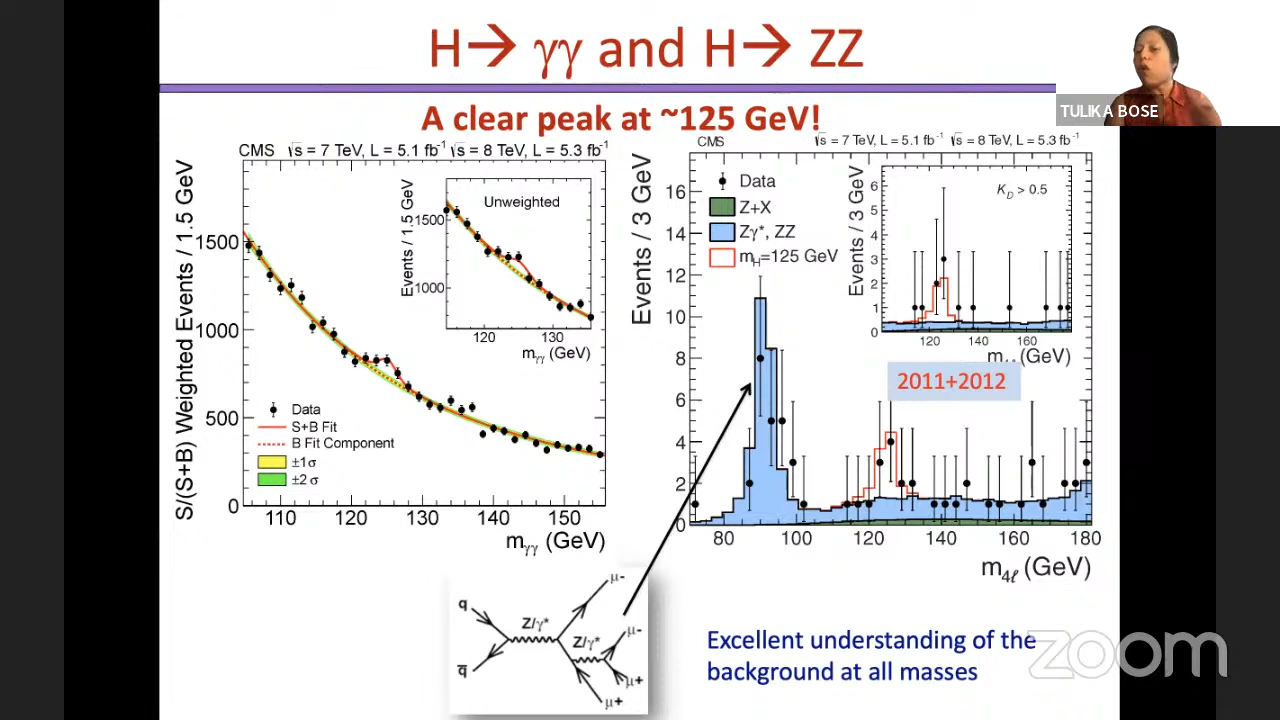 H→ γγ and H→ ZZ
TULIKA BOSE
A clear peak at ~125 GeV!
CMS √s = 7 TeV, L = 5.1 fb⁻¹ √s = 8 TeV, L = 5.3 fb⁻¹
S/(S+B) Weighted Events / 1.5 GeV
1500
1000
500
0
Unweighted
Events / 1.5 GeV
1500
1000
120 130
mγγ (GeV)
Data
S+B Fit
B Fit Component
±1σ
±2 σ
110 120 130 140 150
mγγ (GeV)
CMS √s = 7 TeV, L = 5.1 fb⁻¹ √s = 8 TeV, L = 5.3 fb⁻¹
Events / 3 GeV
16
14
12
10
8
6
4
2
0
Data
Z+X
Zγ*, ZZ
mH=125 GeV
Events / 3 GeV
6
5
4
3
2
1
0
KD > 0.5
120 140 160
(GeV)
2011+2012
80 100 120 140 160 180
m4ℓ (GeV)
q
q̅
Z/γ*
Z/γ*
μ-
μ-
μ+
μ+
Excellent understanding of the
background at all masses
zoom